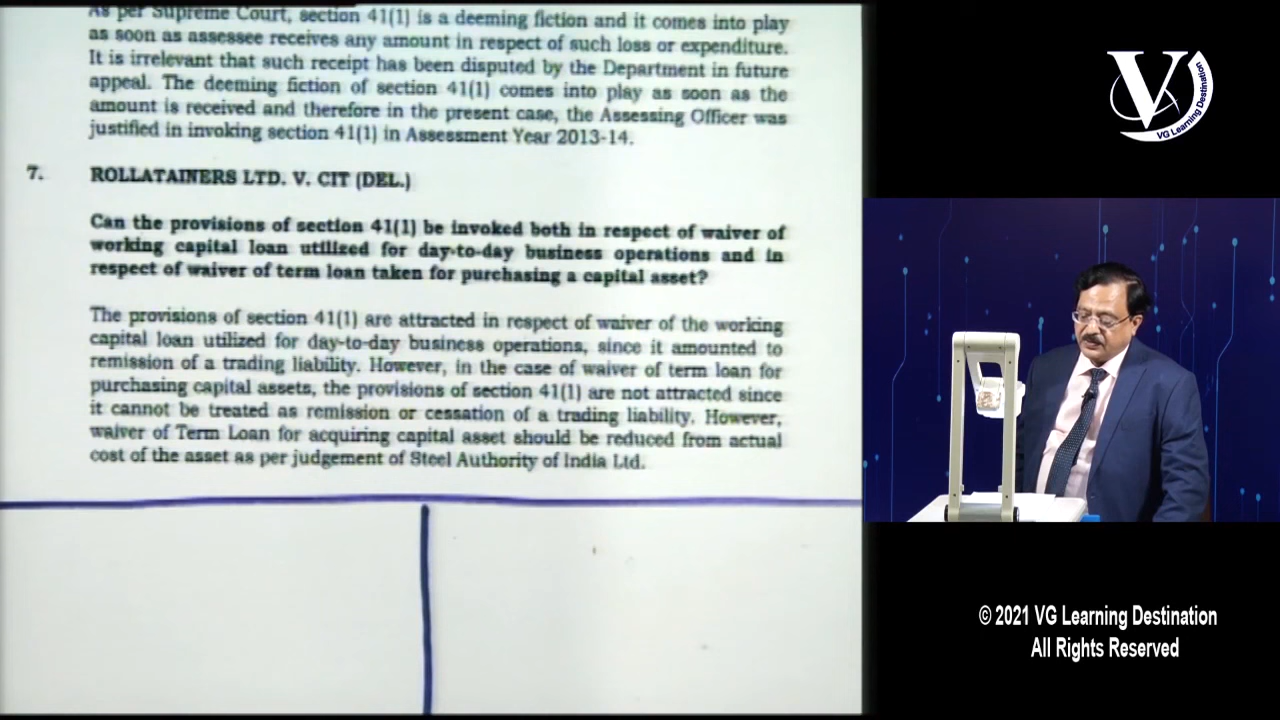 As per Supreme Court, section 41(1) is a deeming fiction and it comes into play
as soon as assessee receives any amount in respect of such loss or expenditure.
It is irrelevant that such receipt has been disputed by the Department in future
appeal. The deeming fiction of section 41(1) comes into play as soon as the
amount is received and therefore in the present case, the Assessing Officer was
justified in invoking section 41(1) in Assessment Year 2013-14.
7. ROLLATAINERS LTD. V. CIT (DEL.)
Can the provisions of section 41(1) be invoked both in respect of waiver of
working capital loan utilized for day-to-day business operations and in
respect of waiver of term loan taken for purchasing a capital asset?
The provisions of section 41(1) are attracted in respect of waiver of the working
capital loan utilized for day-to-day business operations, since it amounted to
remission of a trading liability. However, in the case of waiver of term loan for
purchasing capital assets, the provisions of section 41(1) are not attracted since
it cannot be treated as remission or cessation of a trading liability. However,
waiver of Term Loan for acquiring capital asset should be reduced from actual
cost of the asset as per judgement of Steel Authority of India Ltd.
V
VG Learning Destination
© 2021 VG Learning Destination
All Rights Reserved